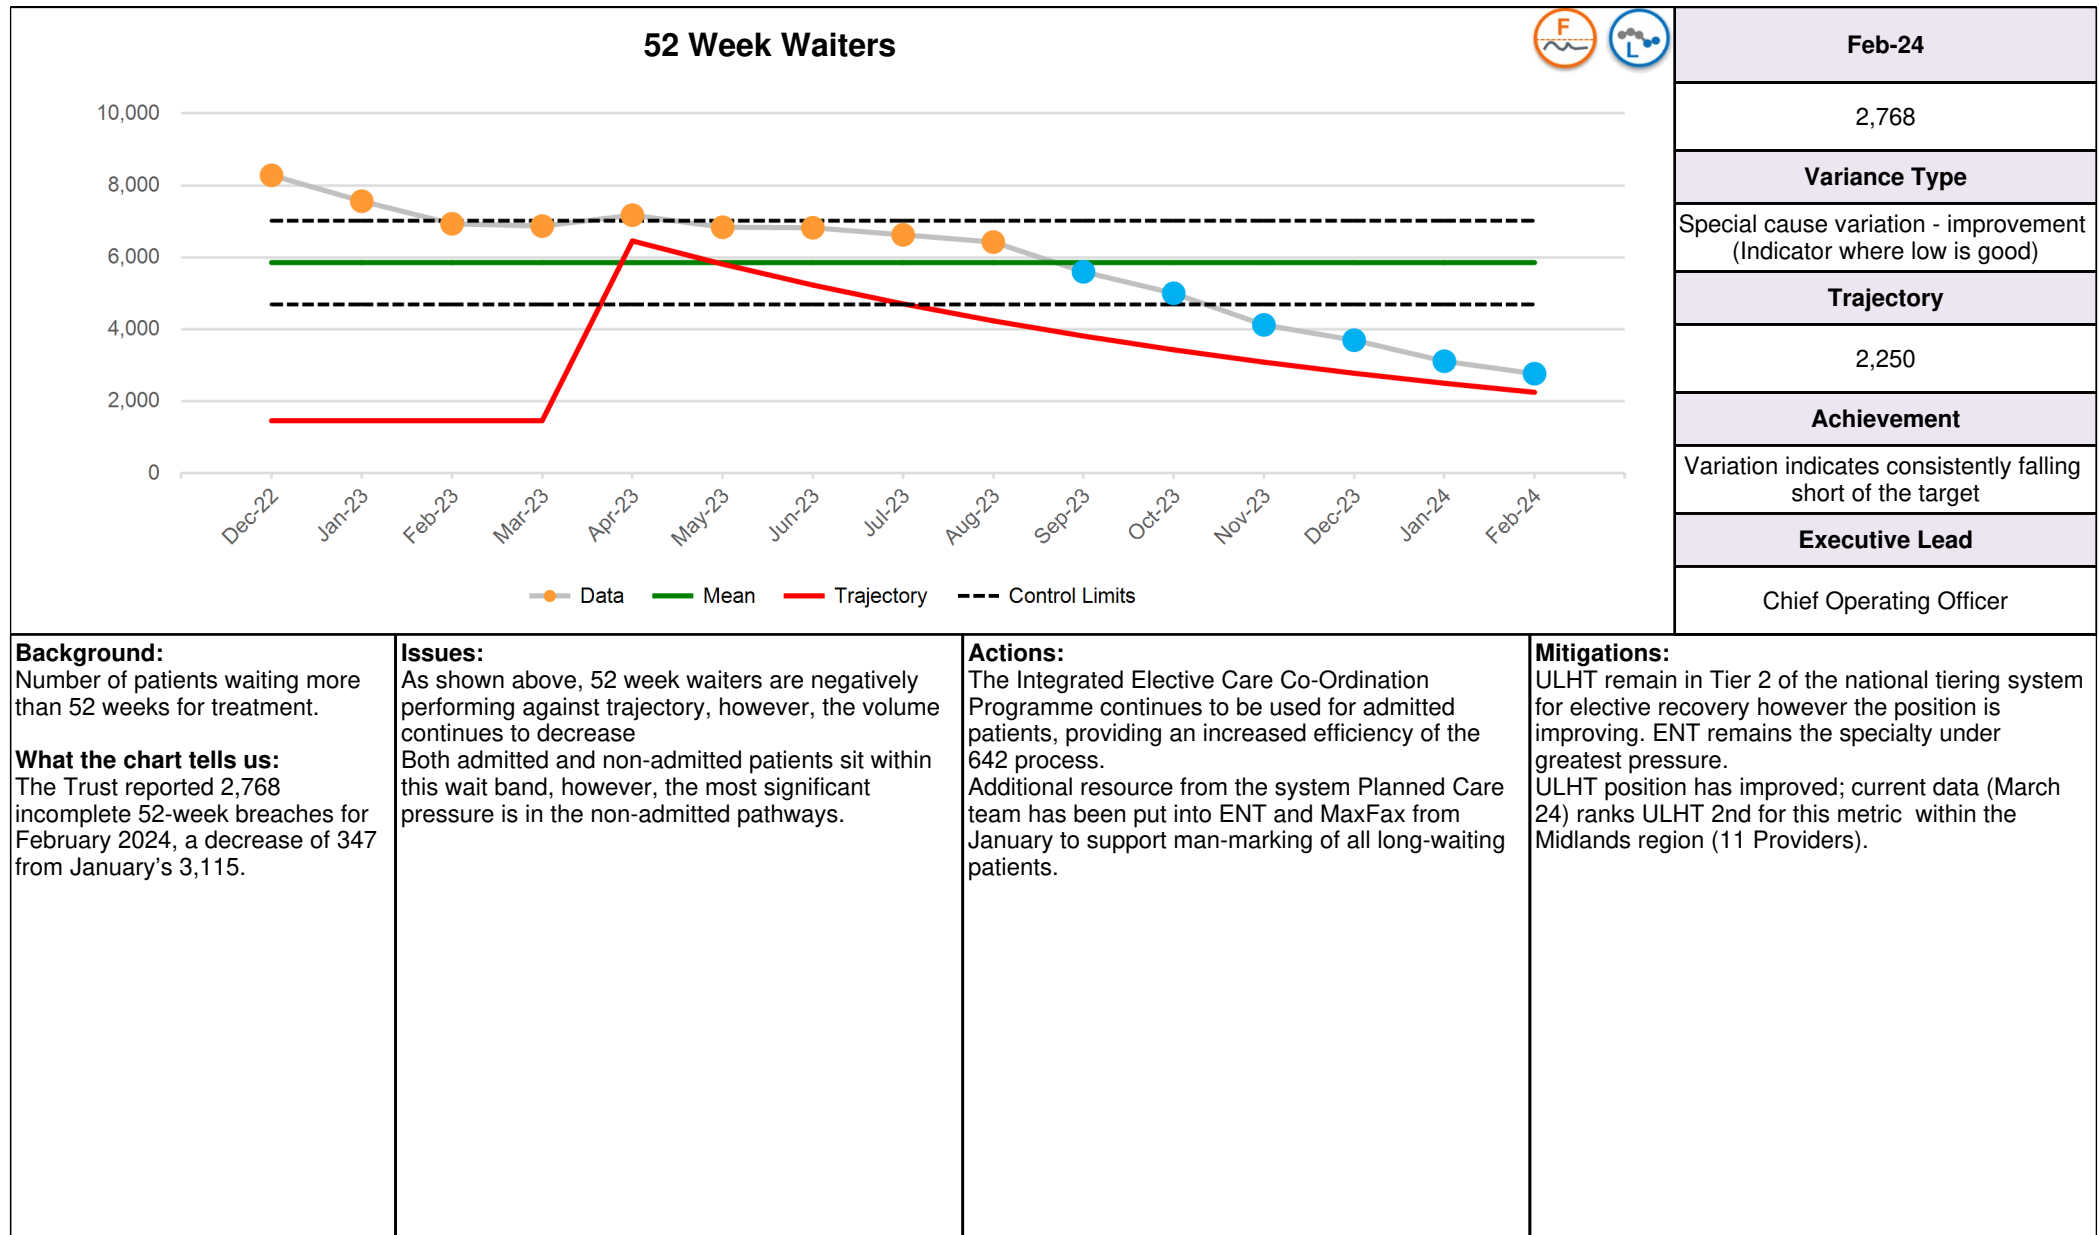 52 Week Waiters
F
L
10,000
8,000
6,000
4,000
2,000
0
Dec-22
Jan-23
Feb-23
Mar-23
Apr-23
May-23
Jun-23
Jul-23
Aug-23
Sep-23
Oct-23
Nov-23
Dec-23
Jan-24
Feb-24
Data
Mean
Trajectory
Control Limits
Feb-24
2,768
Variance Type
Special cause variation - improvement
(Indicator where low is good)
Trajectory
2,250
Achievement
Variation indicates consistently falling
short of the target
Executive Lead
Chief Operating Officer
Background:
Number of patients waiting more
than 52 weeks for treatment.
What the chart tells us:
The Trust reported 2,768
incomplete 52-week breaches for
February 2024, a decrease of 347
from January’s 3,115.
Issues:
As shown above, 52 week waiters are negatively
performing against trajectory, however, the volume
continues to decrease
Both admitted and non-admitted patients sit within
this wait band, however, the most significant
pressure is in the non-admitted pathways.
Actions:
The Integrated Elective Care Co-Ordination
Programme continues to be used for admitted
patients, providing an increased efficiency of the
642 process.
Additional resource from the system Planned Care
team has been put into ENT and MaxFax from
January to support man-marking of all long-waiting
patients.
Mitigations:
ULHT remain in Tier 2 of the national tiering system
for elective recovery however the position is
improving. ENT remains the specialty under
greatest pressure.
ULHT position has improved; current data (March
24) ranks ULHT 2nd for this metric  within the
Midlands region (11 Providers).